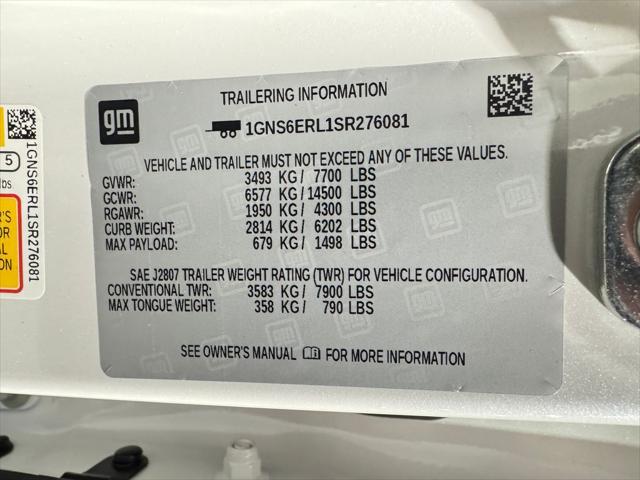 gm
TRAILERING INFORMATION
1GNS6ERL1SR276081
VEHICLE AND TRAILER MUST NOT EXCEED ANY OF THESE VALUES.
GVWR: 3493 KG/ 7700 LBS
GCWR: 6577 KG/ 14500 LBS
RGAWR: 1950 KG/ 4300 LBS
CURB WEIGHT: 2814 KG/ 6202 LBS
MAX PAYLOAD: 679 KG/ 1498 LBS
SAE J2807 TRAILER WEIGHT RATING (TWR) FOR VEHICLE CONFIGURATION.
CONVENTIONAL TWR: 3583 KG/ 7900 LBS
MAX TONGUE WEIGHT: 358 KG/ 790 LBS
SEE OWNER'S MANUAL FOR MORE INFORMATION
1GNS6ERL1SR276081
5